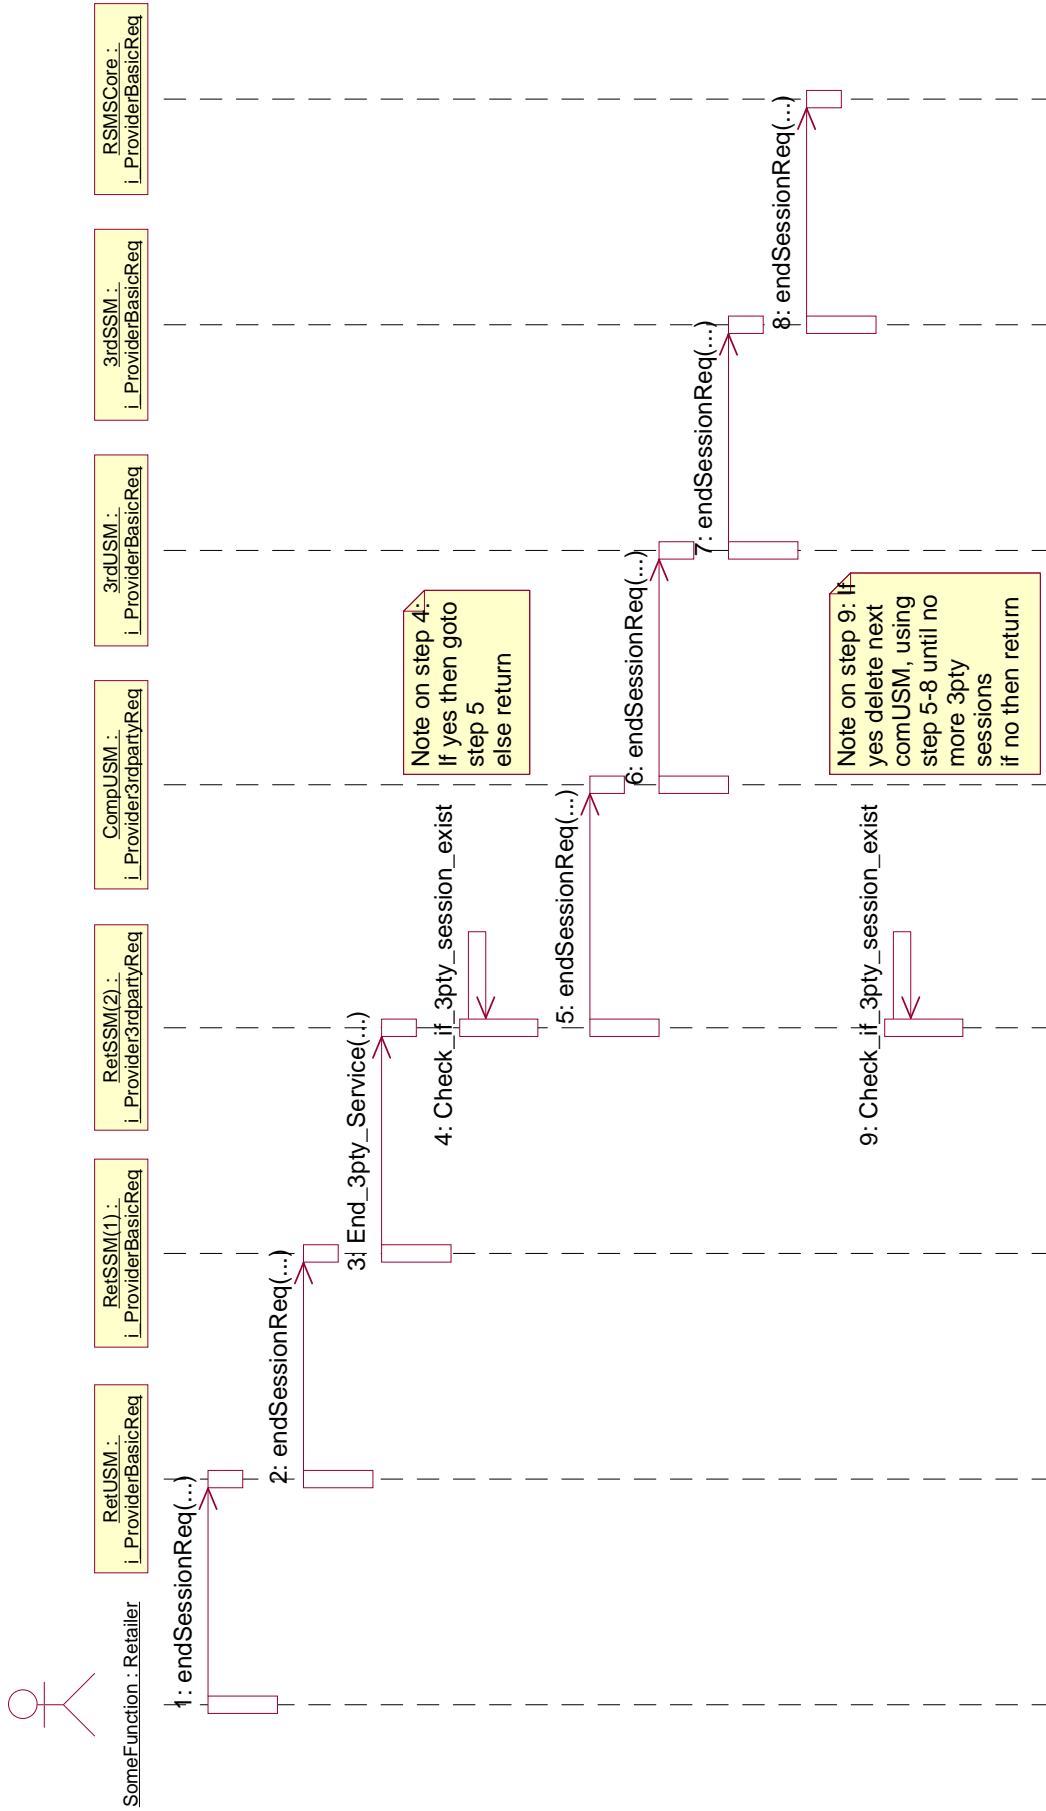 SomeFunction : Retailer
RetUSM :
i_ProviderBasicReq
RetSSM(1) :
i_ProviderBasicReq
RetSSM(2) :
i_Provider3rdpartyReq
CompUSM :
i_Provider3rdpartyReq
3rdUSM :
i_ProviderBasicReq
3rdSSM :
i_ProviderBasicReq
RSMSCore :
i_ProviderBasicReq
1: endSessionReq(...)
2: endSessionReq(...)
3: End_3pty_Service(...)
4: Check_if_3pty_session_exist
Note on step 4:
If yes then goto
step 5
else return
5: endSessionReq(...)
6: endSessionReq(...)
7: endSessionReq(...)
8: endSessionReq(...)
9: Check_if_3pty_session_exist
Note on step 9: If
yes delete next
comUSM, using
step 5-8 until no
more 3pty
sessions
if no then return